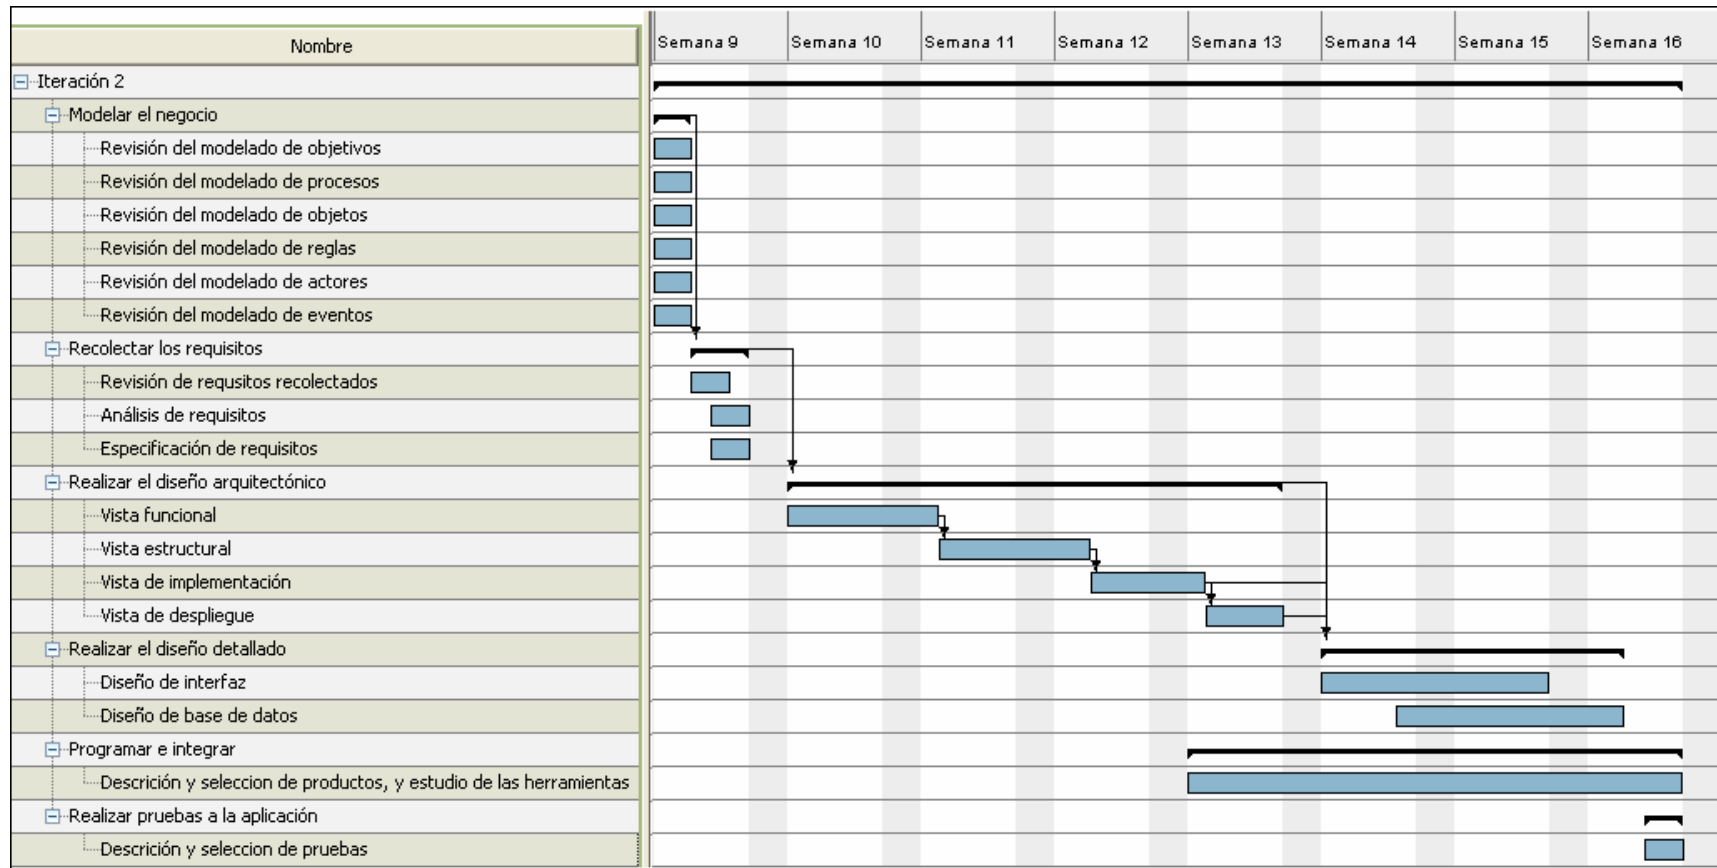 Nombre
Semana 9 Semana 10 Semana 11 Semana 12 Semana 13 Semana 14 Semana 15 Semana 16
Iteración 2
Modelar el negocio
Revisión del modelado de objetivos
Revisión del modelado de procesos
Revisión del modelado de objetos
Revisión del modelado de reglas
Revisión del modelado de actores
Revisión del modelado de eventos
Recolectar los requisitos
Revisión de requsitos recolectados
Análisis de requisitos
Especificación de requisitos
Realizar el diseño arquitectónico
Vista funcional
Vista estructural
Vista de implementación
Vista de despliegue
Realizar el diseño detallado
Diseño de interfaz
Diseño de base de datos
Programar e integrar
Descrición y seleccion de productos, y estudio de las herramientas
Realizar pruebas a la aplicación
Descrición y seleccion de pruebas